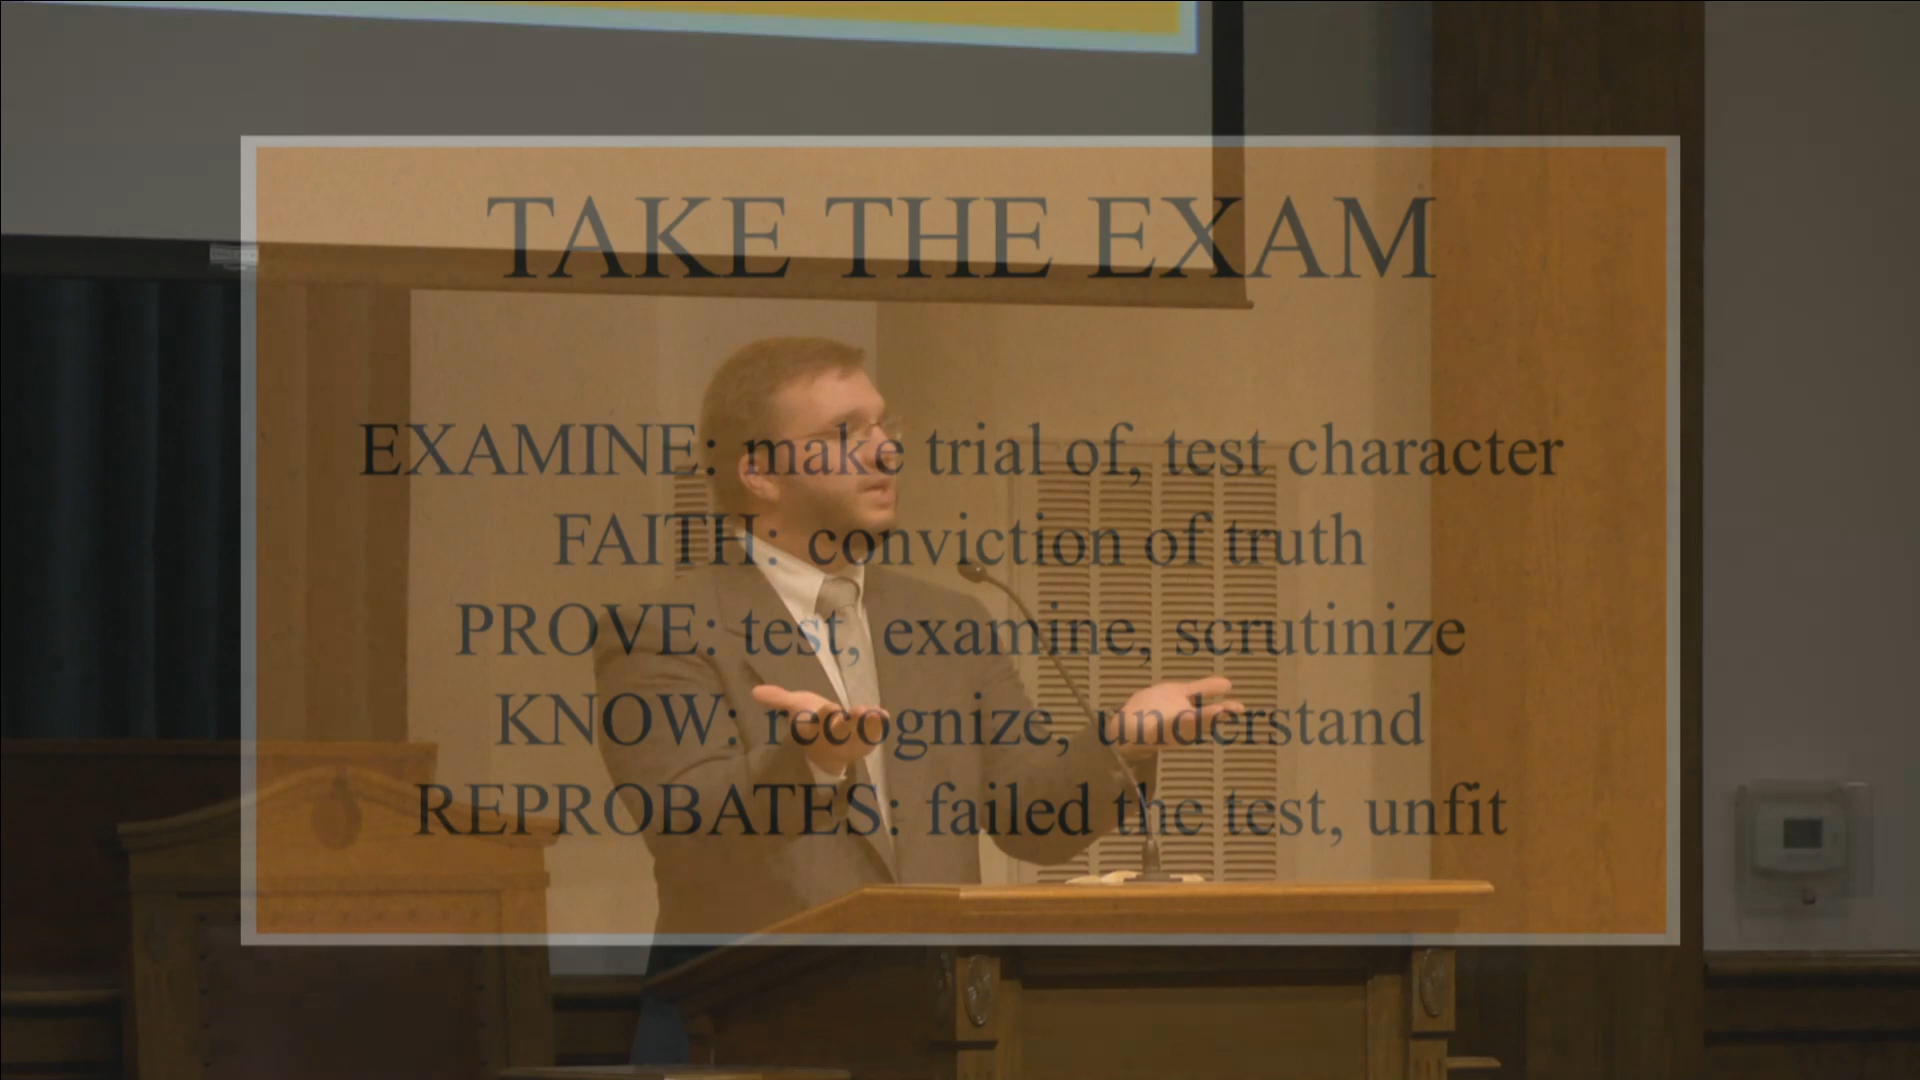 TAKE THE EXAM
EXAMINE: make trial of, test character
FAITH: conviction of truth
PROVE: test, examine, scrutinize
KNOW: recognize, understand
REPROBATES: failed the test, unfit